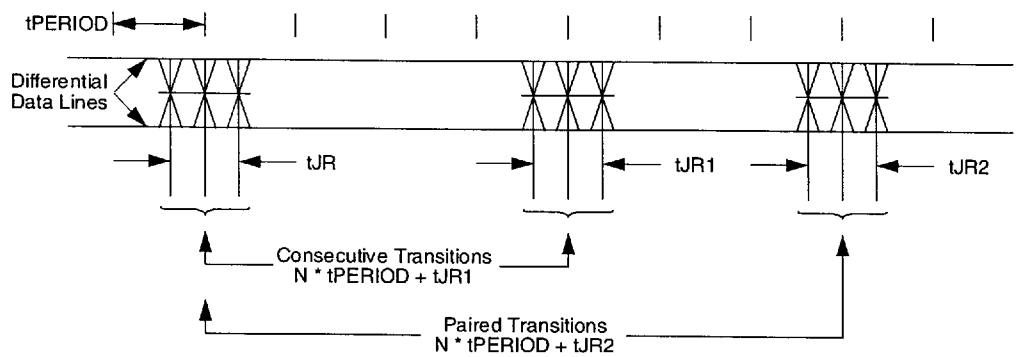 tPERIOD
Differential
Data Lines
tJR
tJR1
tJR2
Consecutive Transitions
N * tPERIOD + tJR1
Paired Transitions
N * tPERIOD + tJR2